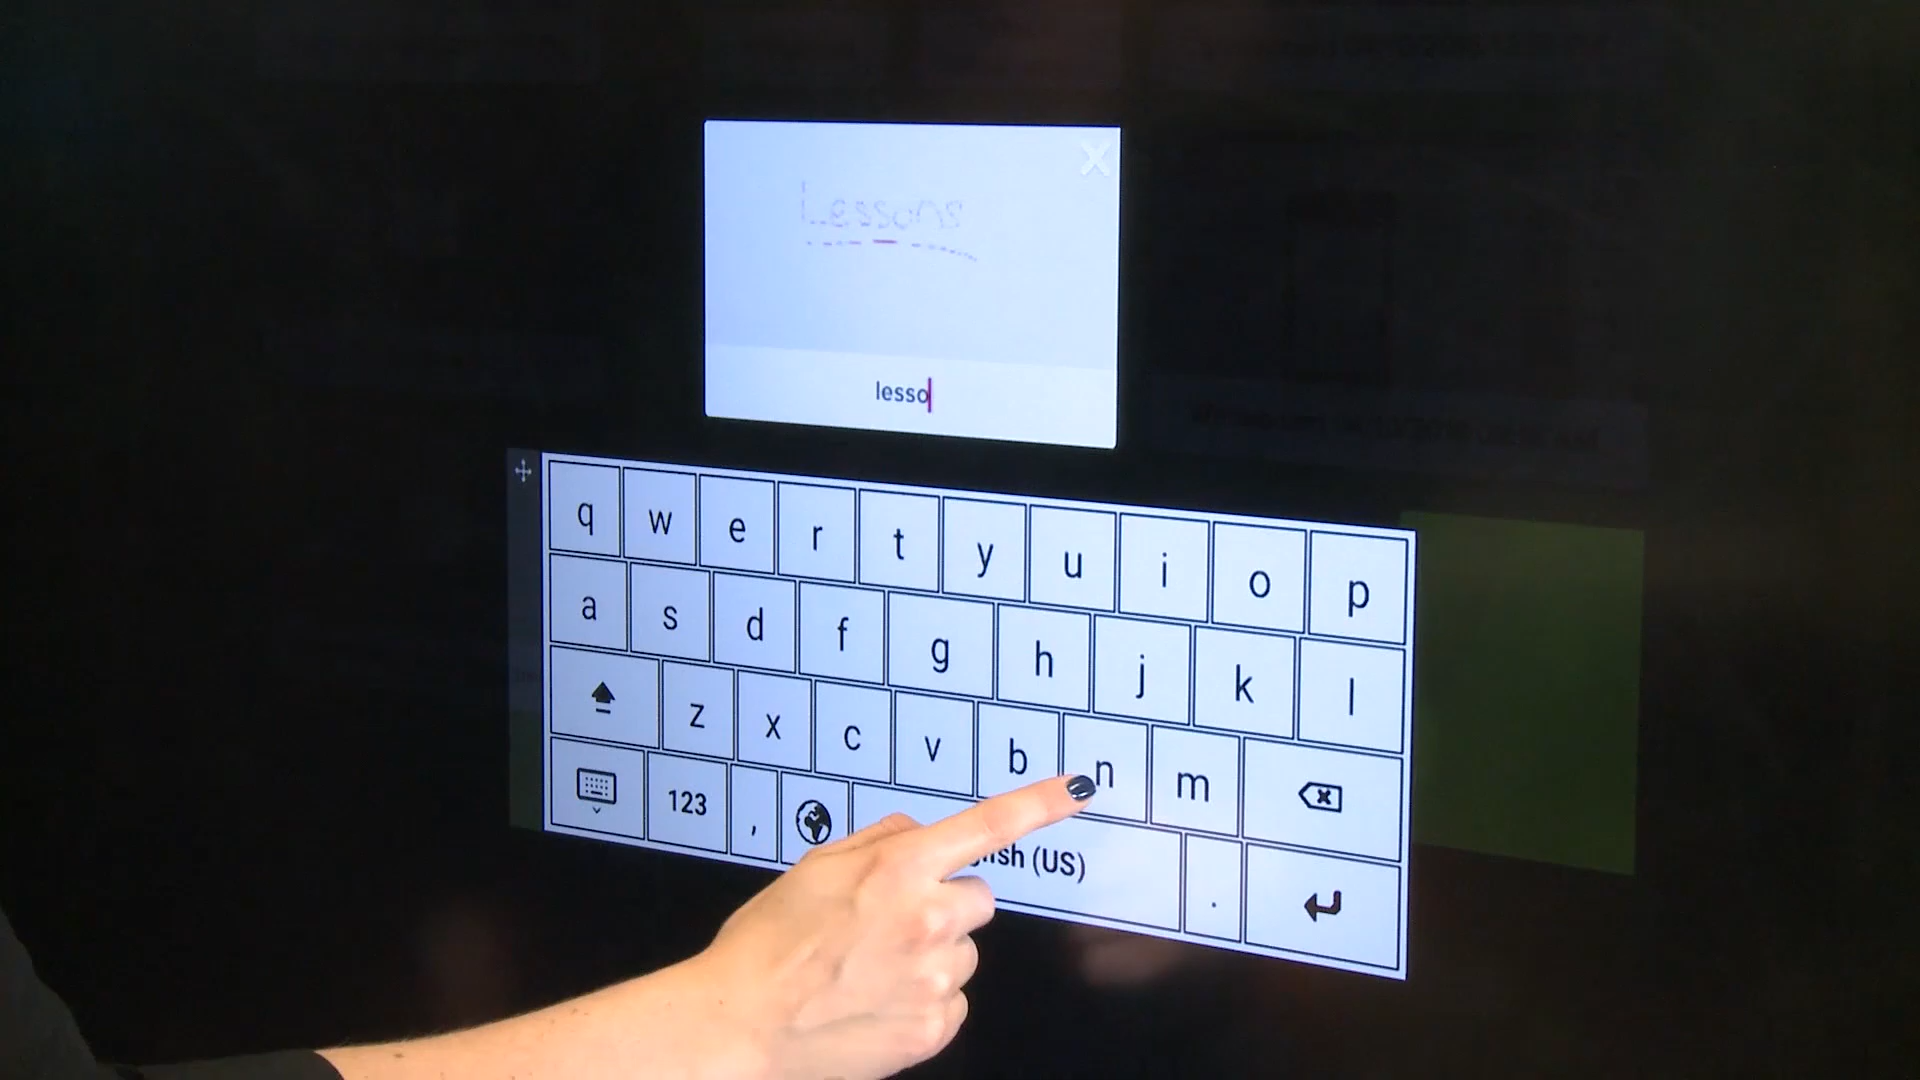 Lessons
lesso
q w e r t y u i o p
a s d f g h j k l
z x c v b n m
123 , lish (US) .